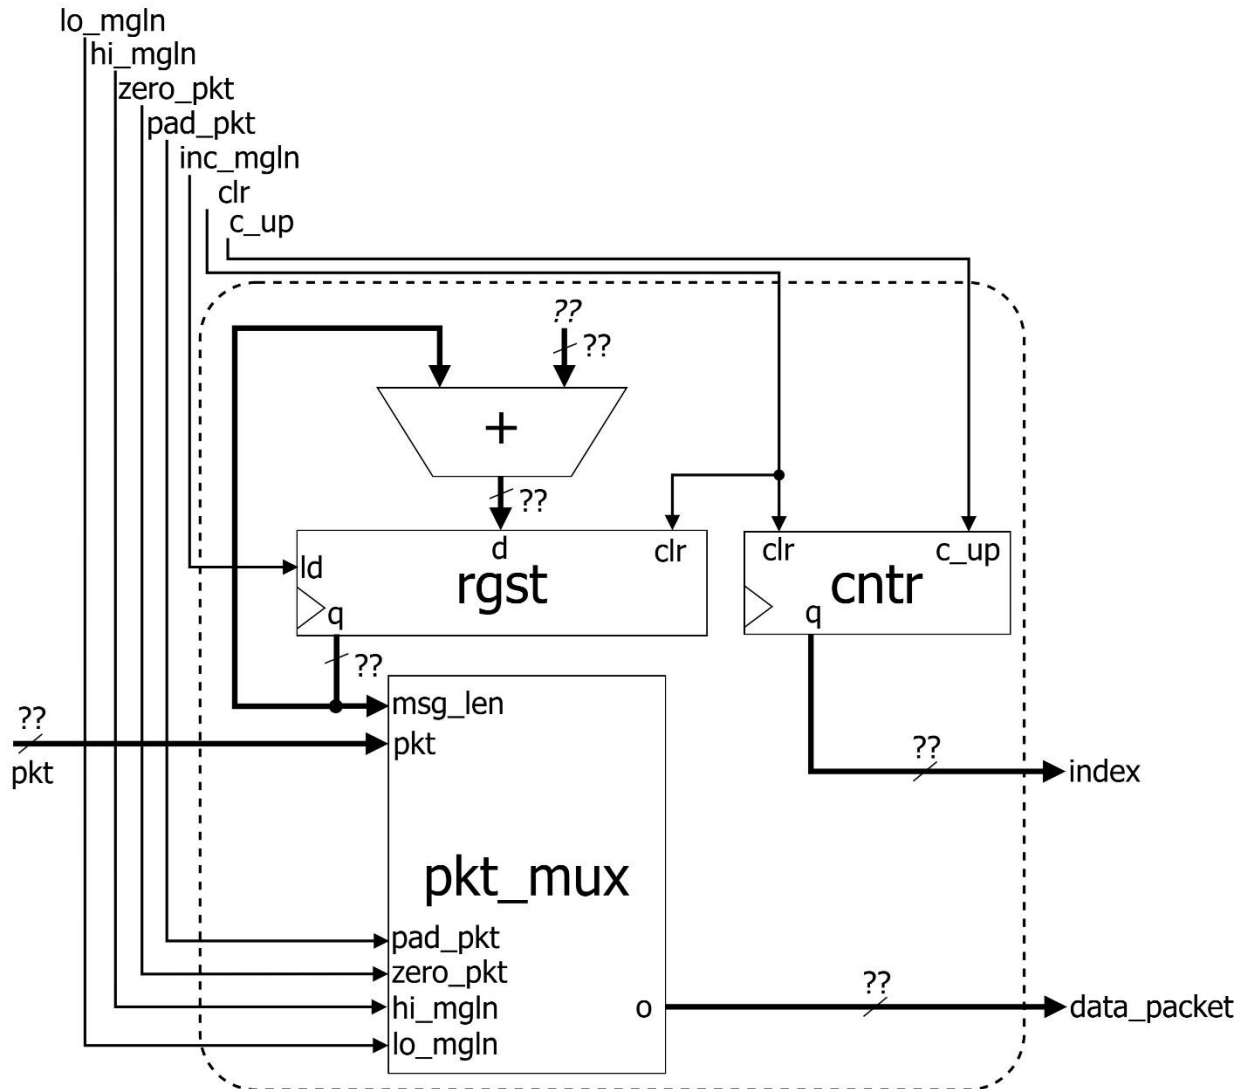 lo_mgln
hi_mgln
zero_pkt
pad_pkt
inc_mgln
clr
c_up
??
??
+
??
d
clr
clr
c_up
ld
rgst
cntr
q
q
??
msg_len
??
pkt
pkt
??
index
pkt_mux
pad_pkt
zero_pkt
hi_mgln
lo_mgln
o
??
data_packet